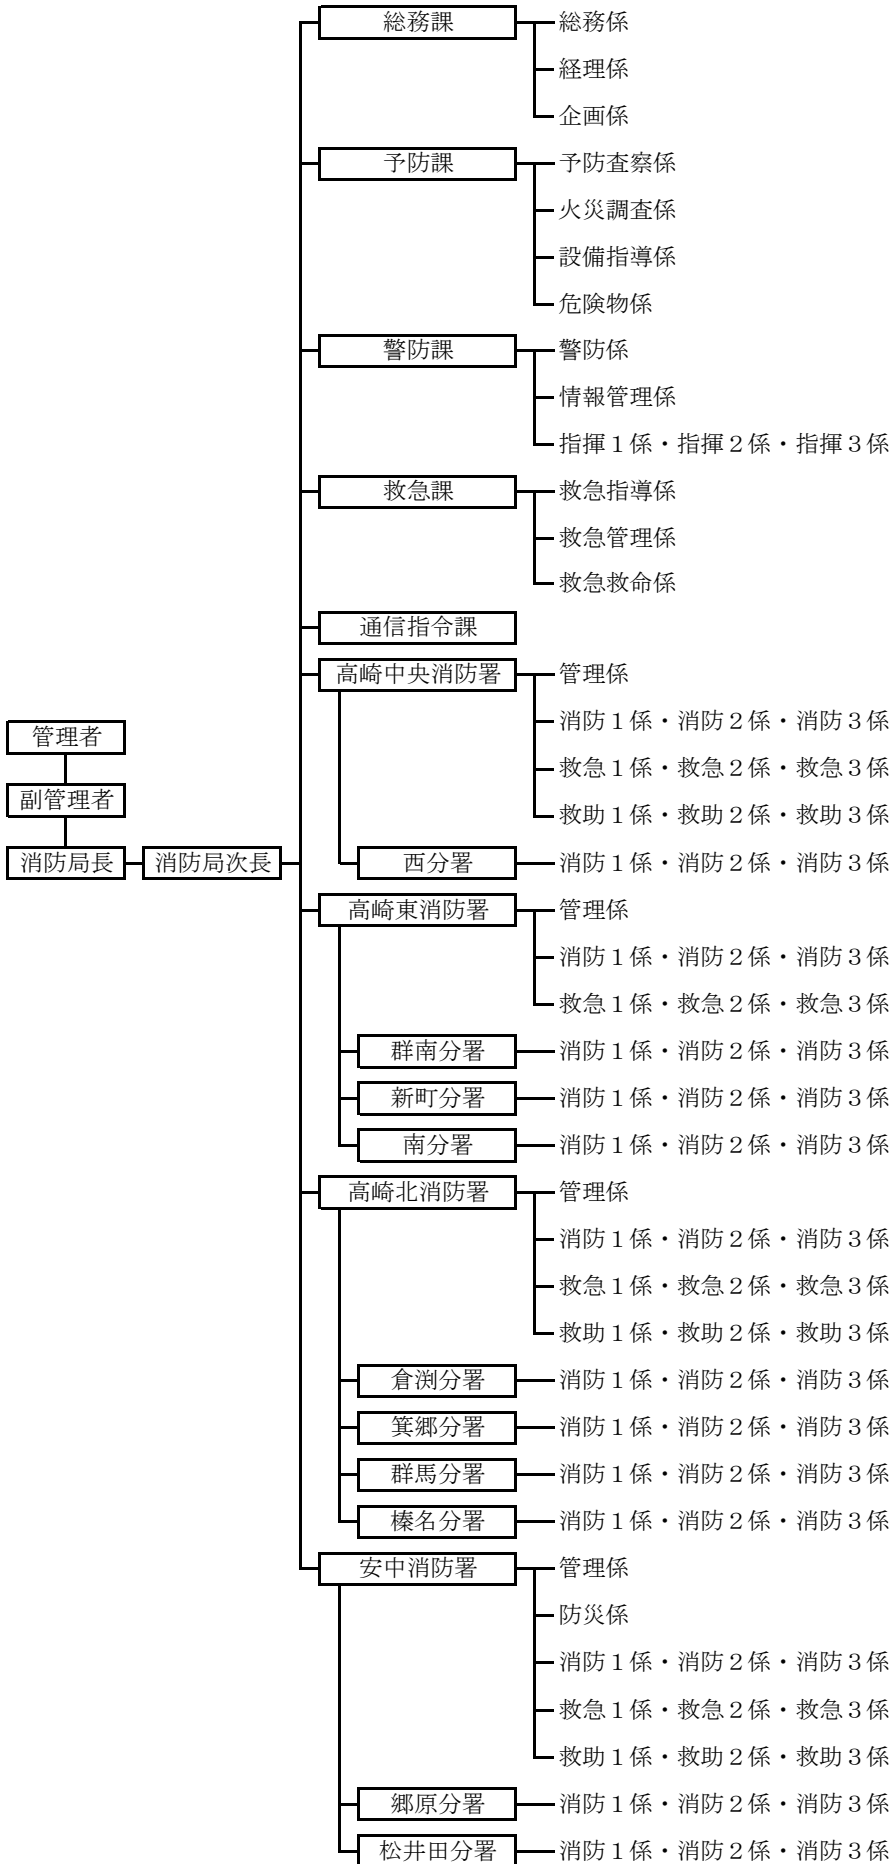 総務課 総務係
経理係
企画係
予防課 予防査察係
火災調査係
設備指導係
危険物係
警防課 警防係
情報管理係
指揮１係・指揮２係・指揮３係
救急課 救急指導係
救急管理係
救急救命係
通信指令課
高崎中央消防署 管理係
消防１係・消防２係・消防３係
管理者
救急１係・救急２係・救急３係
副管理者
救助１係・救助２係・救助３係
消防局長 消防局次長 西分署 消防１係・消防２係・消防３係
高崎東消防署 管理係
消防１係・消防２係・消防３係
救急１係・救急２係・救急３係
群南分署 消防１係・消防２係・消防３係
新町分署 消防１係・消防２係・消防３係
南分署 消防１係・消防２係・消防３係
高崎北消防署 管理係
消防１係・消防２係・消防３係
救急１係・救急２係・救急３係
救助１係・救助２係・救助３係
倉渕分署 消防１係・消防２係・消防３係
箕郷分署 消防１係・消防２係・消防３係
群馬分署 消防１係・消防２係・消防３係
榛名分署 消防１係・消防２係・消防３係
安中消防署 管理係
防災係
消防１係・消防２係・消防３係
救急１係・救急２係・救急３係
救助１係・救助２係・救助３係
郷原分署 消防１係・消防２係・消防３係
松井田分署 消防１係・消防２係・消防３係